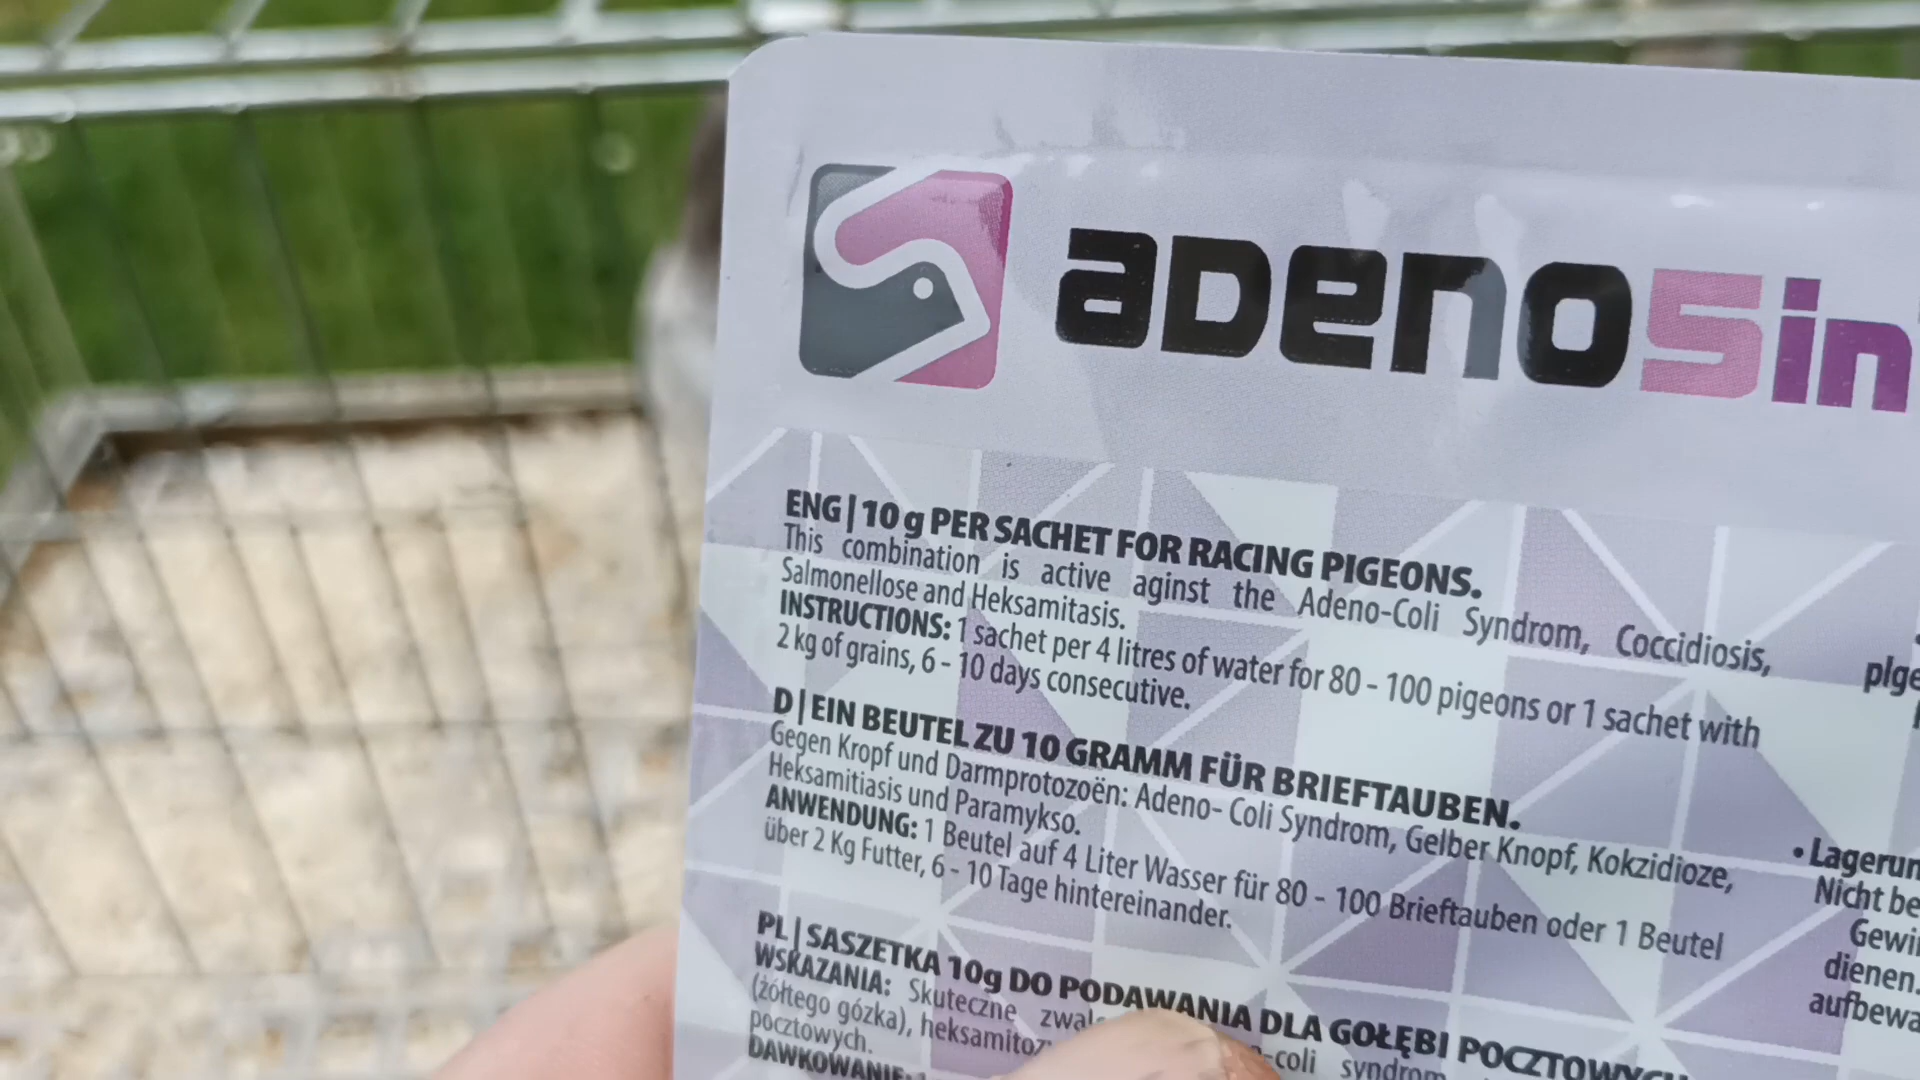 aDeno5in
ENG | 10 g PER SACHET FOR RACING PIGEONS.
This combination is active aginst the Adeno-Coli Syndrom, Coccidiosis,
Salmonellose and Heksamitasis.
INSTRUCTIONS: 1 sachet per 4 litres of water for 80 - 100 pigeons or 1 sachet with
2 kg of grains, 6 - 10 days consecutive.
D | EIN BEUTEL ZU 10 GRAMM FÜR BRIEFTAUBEN.
Gegen Kropf und Darmprotozoën: Adeno- Coli Syndrom, Gelber Knopf, Kokzidioze,
Heksamitiasis und Paramykso.
ANWENDUNG: 1 Beutel auf 4 Liter Wasser für 80 - 100 Brieftauben oder 1 Beutel
über 2 Kg Futter, 6 - 10 Tage hintereinander.
PL | SASZETKA 10g DO PODAWANIA DLA GOŁĘBI
WSKAZANIA: Skuteczne -coli syndrom
(żółtego gózka),
pocztowych.
DAWKOWANIE:
• Lagerun
Nicht be
Gewi
dienen.
aufbewa